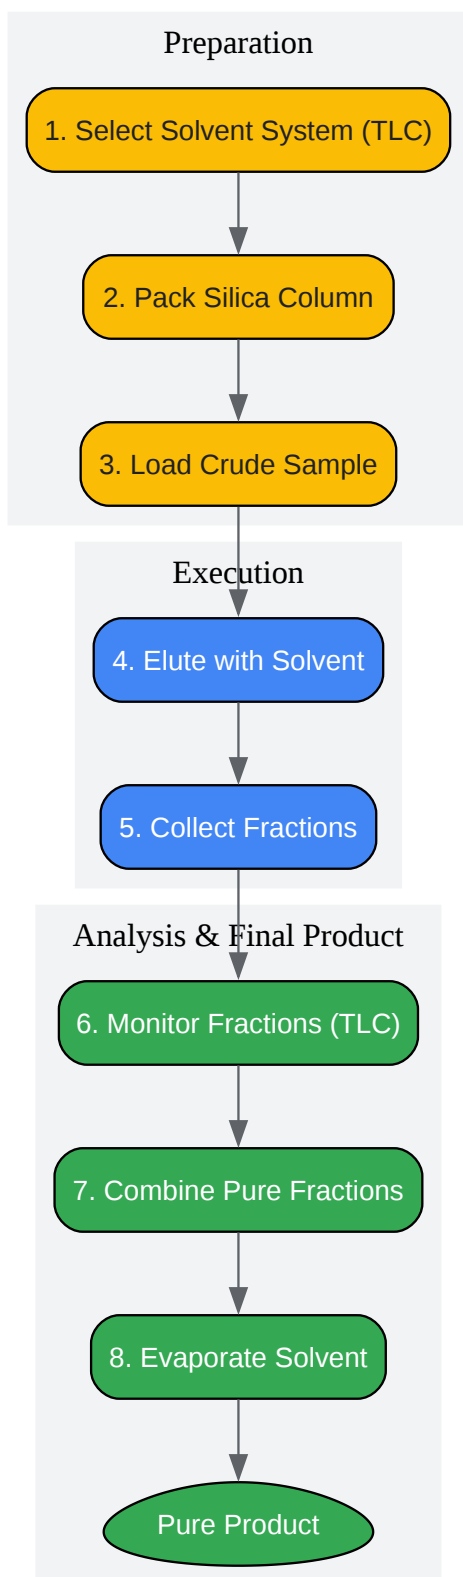 Preparation
1. Select Solvent System (TLC)
2. Pack Silica Column
3. Load Crude Sample
Execution
4. Elute with Solvent
5. Collect Fractions
Analysis & Final Product
6. Monitor Fractions (TLC)
7. Combine Pure Fractions
8. Evaporate Solvent
Pure Product